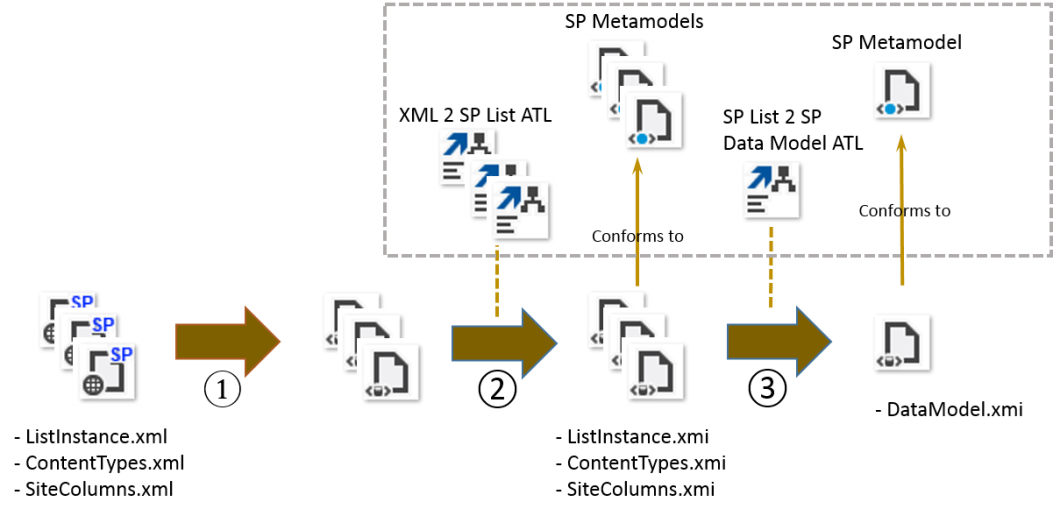 SP Metamodels
SP Metamodel
XML 2 SP List ATL
SP List 2 SP
Data Model ATL
Conforms to
Conforms to
SP
SP
SP
1
2
3
- ListInstance.xml
- ContentTypes.xml
- SiteColumns.xml
- ListInstance.xmi
- ContentTypes.xmi
- SiteColumns.xmi
- DataModel.xmi